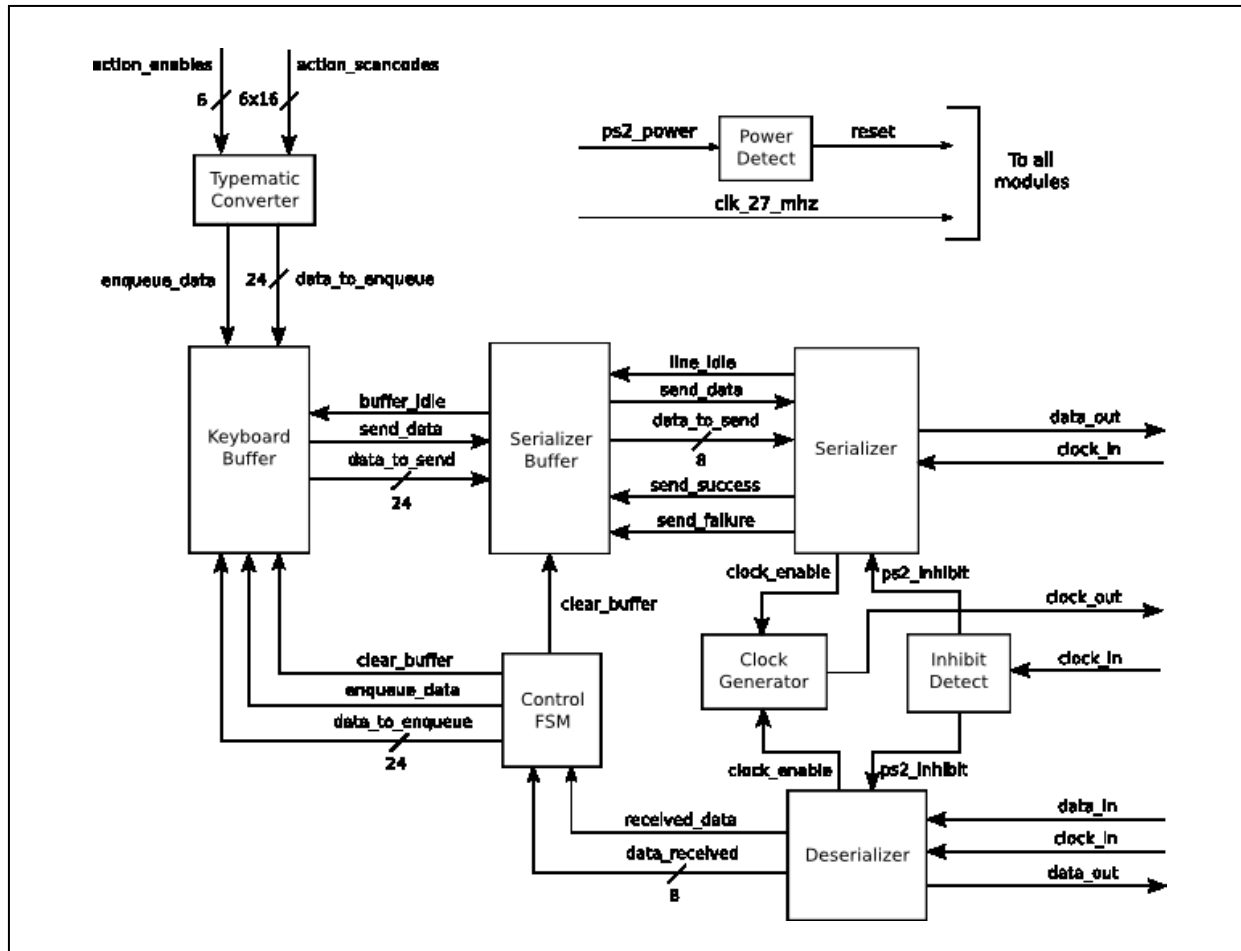 action_enables
action_scancodes
6
6x16
Typematic
Converter
ps2_power
Power
Detect
reset
To all
modules
clk_27_mhz
enqueue_data
24
data_to_enqueue
Keyboard
Buffer
buffer_idle
send_data
data_to_send
24
Serializer
Buffer
line_idle
send_data
data_to_send
8
send_success
send_failure
Serializer
data_out
clock_in
clock_enable
ps2_inhibit
clear_buffer
clock_out
Clock
Generator
Inhibit
Detect
clock_in
clear_buffer
enqueue_data
data_to_enqueue
24
Control
FSM
clock_enable
ps2_inhibit
received_data
data_received
8
Deserializer
data_in
clock_in
data_out